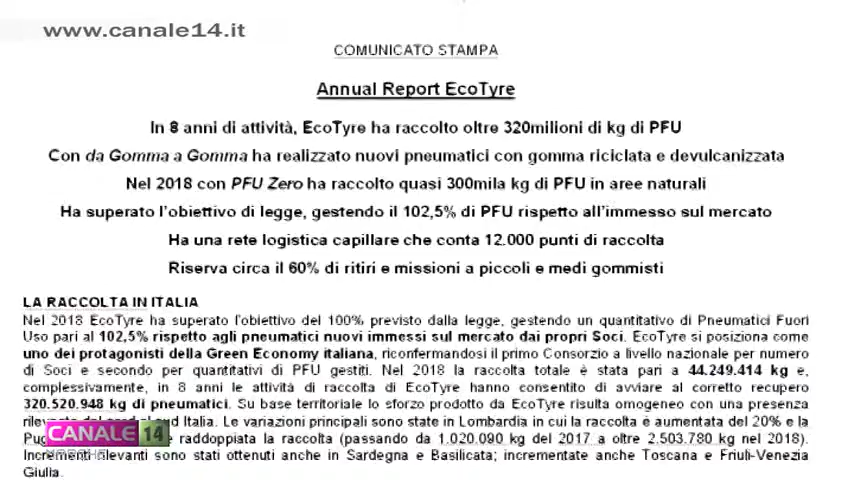 www.canale14.it
COMUNICATO STAMPA
Annual Report EcoTyre
In 8 anni di attività, EcoTyre ha raccolto oltre 320milioni di kg di PFU
Con da Gomma a Gomma ha realizzato nuovi pneumatici con gomma riciclata e devulcanizzata
Nel 2018 con PFU Zero ha raccolto quasi 300mila kg di PFU in aree naturali
Ha superato l'obiettivo di legge, gestendo il 102,5% di PFU rispetto all'immesso sul mercato
Ha una rete logistica capillare che conta 12.000 punti di raccolta
Riserva circa il 60% di ritiri e missioni a piccoli e medi gommisti
LA RACCOLTA IN ITALIA
Nel 2018 EcoTyre ha superato l'obiettivo del 100% previsto dalla legge, gestendo un quantitativo di Pneumatici Fuori
Uso pari al 102,5% rispetto agli pneumatici nuovi immessi sul mercato dai propri Soci. EcoTyre si posiziona come
uno dei protagonisti della Green Economy italiana, riconfermandosi il primo Consorzio a livello nazionale per numero
di Soci e secondo per quantitativi di PFU gestiti. Nel 2018 la raccolta totale è stata pari a 44.249.414 kg e,
complessivamente, in 8 anni le attività di raccolta di EcoTyre hanno consentito di avviare al corretto recupero
320.520.948 kg di pneumatici. Su base territoriale lo sforzo prodotto da EcoTyre risulta omogeneo con una presenza
Italia. Le variazioni principali sono state in Lombardia in cui la raccolta è aumentata del 20% e la
CANALE 14
raddoppiata la raccolta (passando da 1.020.090 kg del 2017 a oltre 2.503.780 kg nel 2018).
MARCHE
Incrementi rilevanti sono stati ottenuti anche in Sardegna e Basilicata; incrementate anche Toscana e Friuli-Venezia
Giulia.